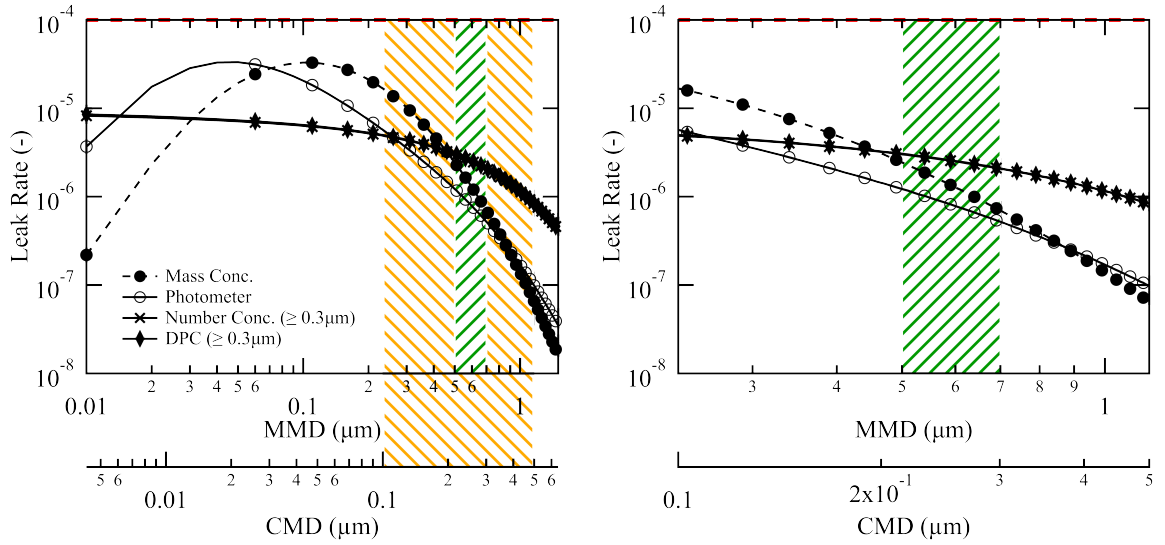 10⁻⁴
10⁻⁵
10⁻⁶
10⁻⁷
10⁻⁸
Leak Rate (-)
Mass Conc.
Photometer
Number Conc. (≥ 0.3μm)
DPC (≥ 0.3μm)
2 3 4 5 6 2 3 4 5 6
0.01 0.1 1
MMD (μm)
5 6 2 3 4 5 6 2 3 4 5 6
0.01 0.1
CMD (μm)
10⁻⁴
10⁻⁵
10⁻⁶
10⁻⁷
10⁻⁸
Leak Rate (-)
3 4 5 6 7 8 9
1
MMD (μm)
3 4 5
0.1 2x10⁻¹
CMD (μm)